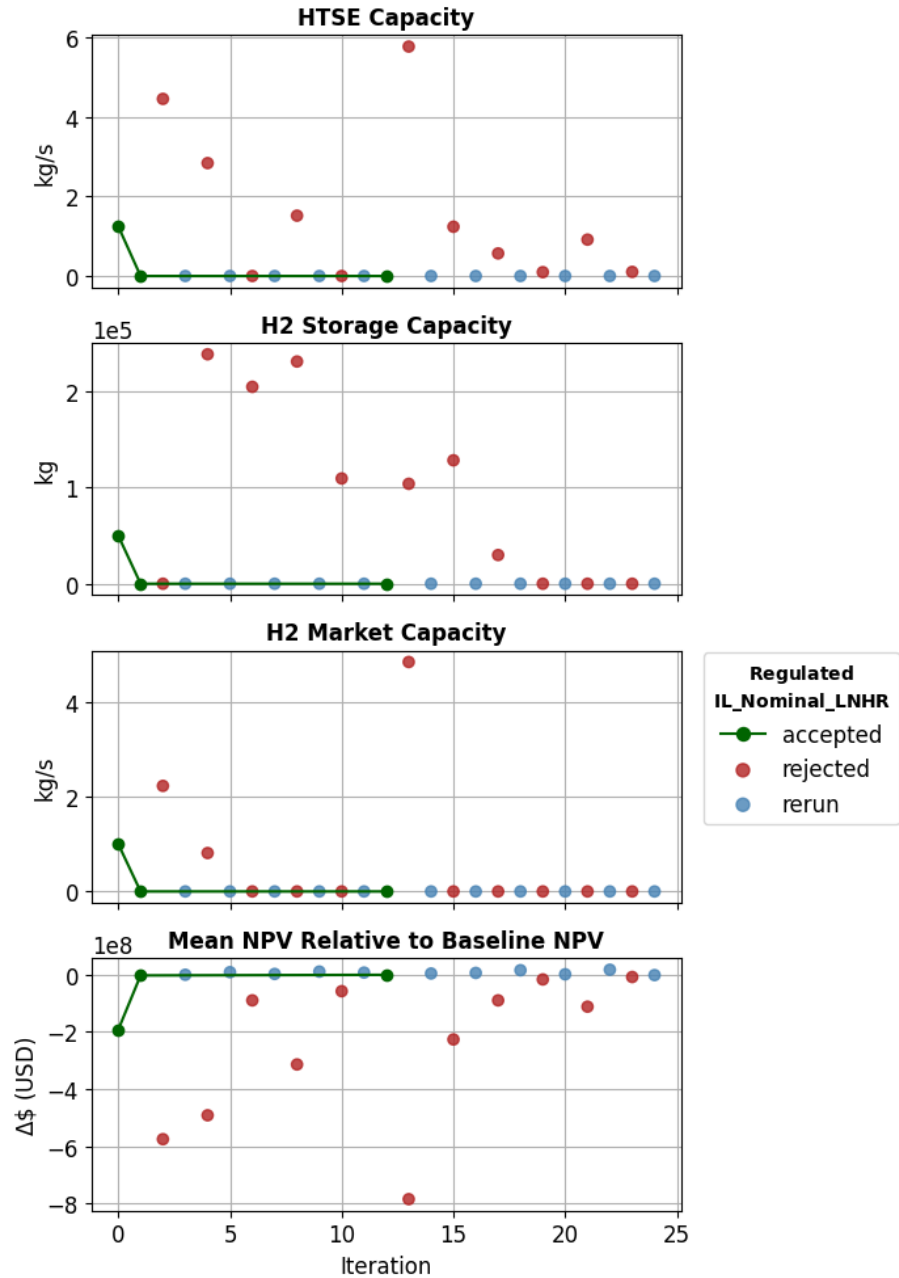 HTSE Capacity
6
4
2
0
kg/s
1e5
H2 Storage Capacity
2
1
0
kg
H2 Market Capacity
4
2
0
kg/s
Regulated
IL_Nominal_LNHR
accepted
rejected
rerun
1e8
Mean NPV Relative to Baseline NPV
0
−2
−4
−6
−8
Δ$ (USD)
0 5 10 15 20 25
Iteration